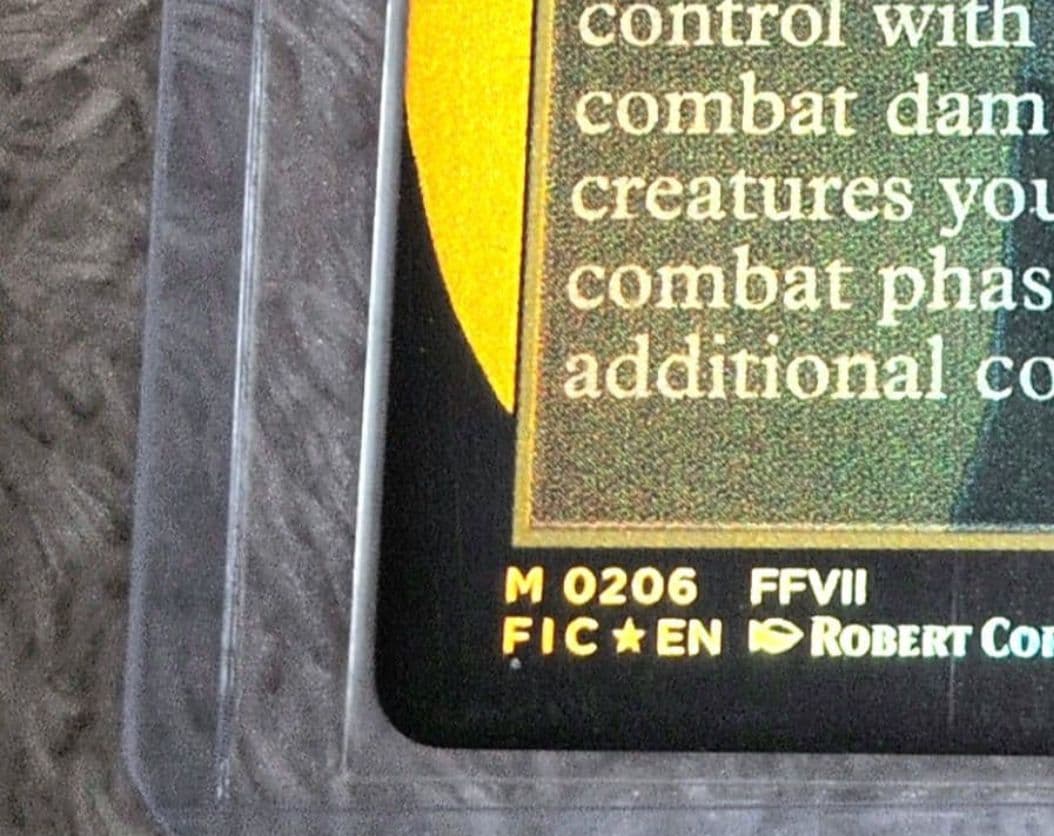 control with
combat dam
creatures you
combat phas
additional co
M 0206 FFVII
FIC★EN ROBERT CO